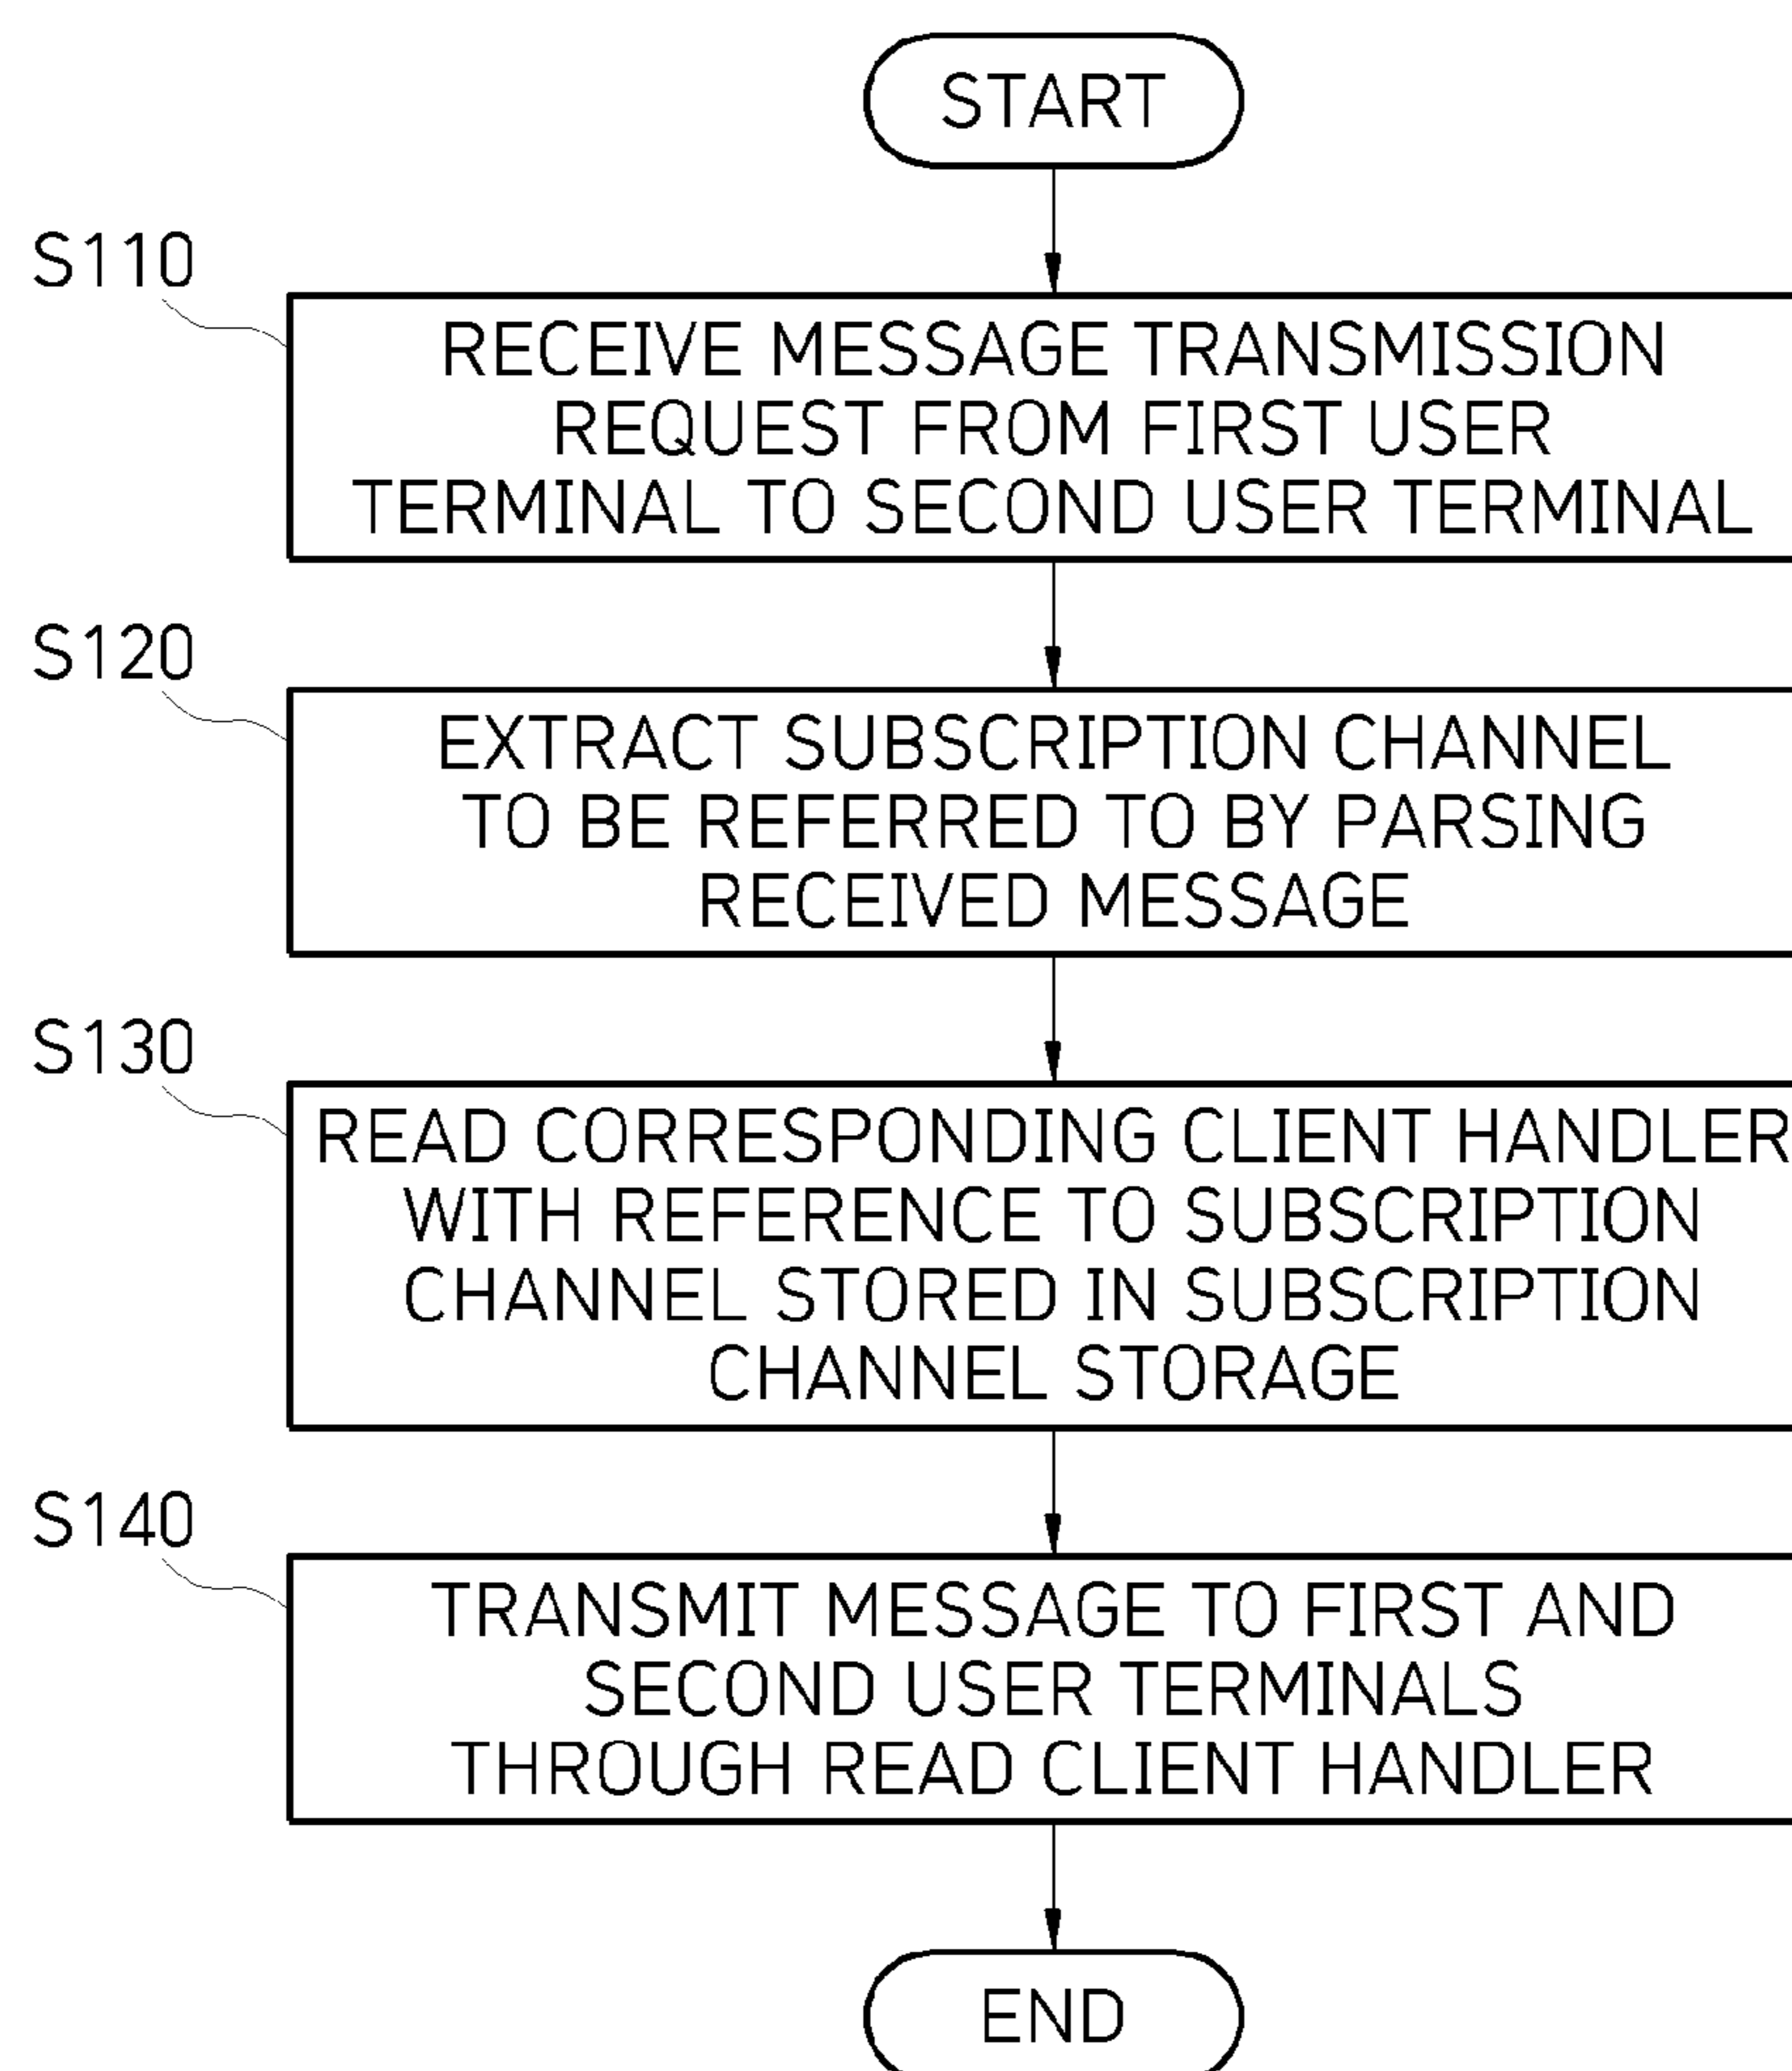 START
S110
RECEIVE MESSAGE TRANSMISSION
REQUEST FROM FIRST USER
TERMINAL TO SECOND USER TERMINAL
S120
EXTRACT SUBSCRIPTION CHANNEL
TO BE REFERRED TO BY PARSING
RECEIVED MESSAGE
S130
READ CORRESPONDING CLIENT HANDLER
WITH REFERENCE TO SUBSCRIPTION
CHANNEL STORED IN SUBSCRIPTION
CHANNEL STORAGE
S140
TRANSMIT MESSAGE TO FIRST AND
SECOND USER TERMINALS
THROUGH READ CLIENT HANDLER
END